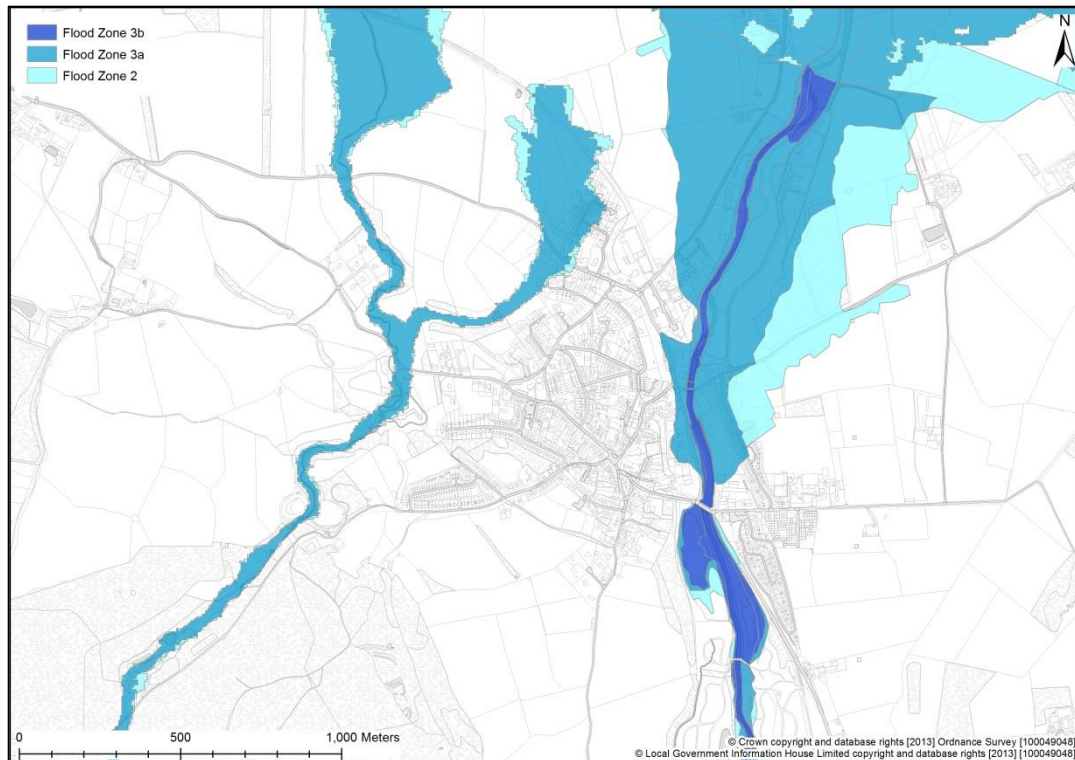 Flood Zone 3b
Flood Zone 3a
Flood Zone 2
N
0 500 1,000 Meters
© Crown copyright and database rights [2013] Ordnance Survey [100049048]
© Local Government Information House Limited copyright and database rights [2013] [100049048]